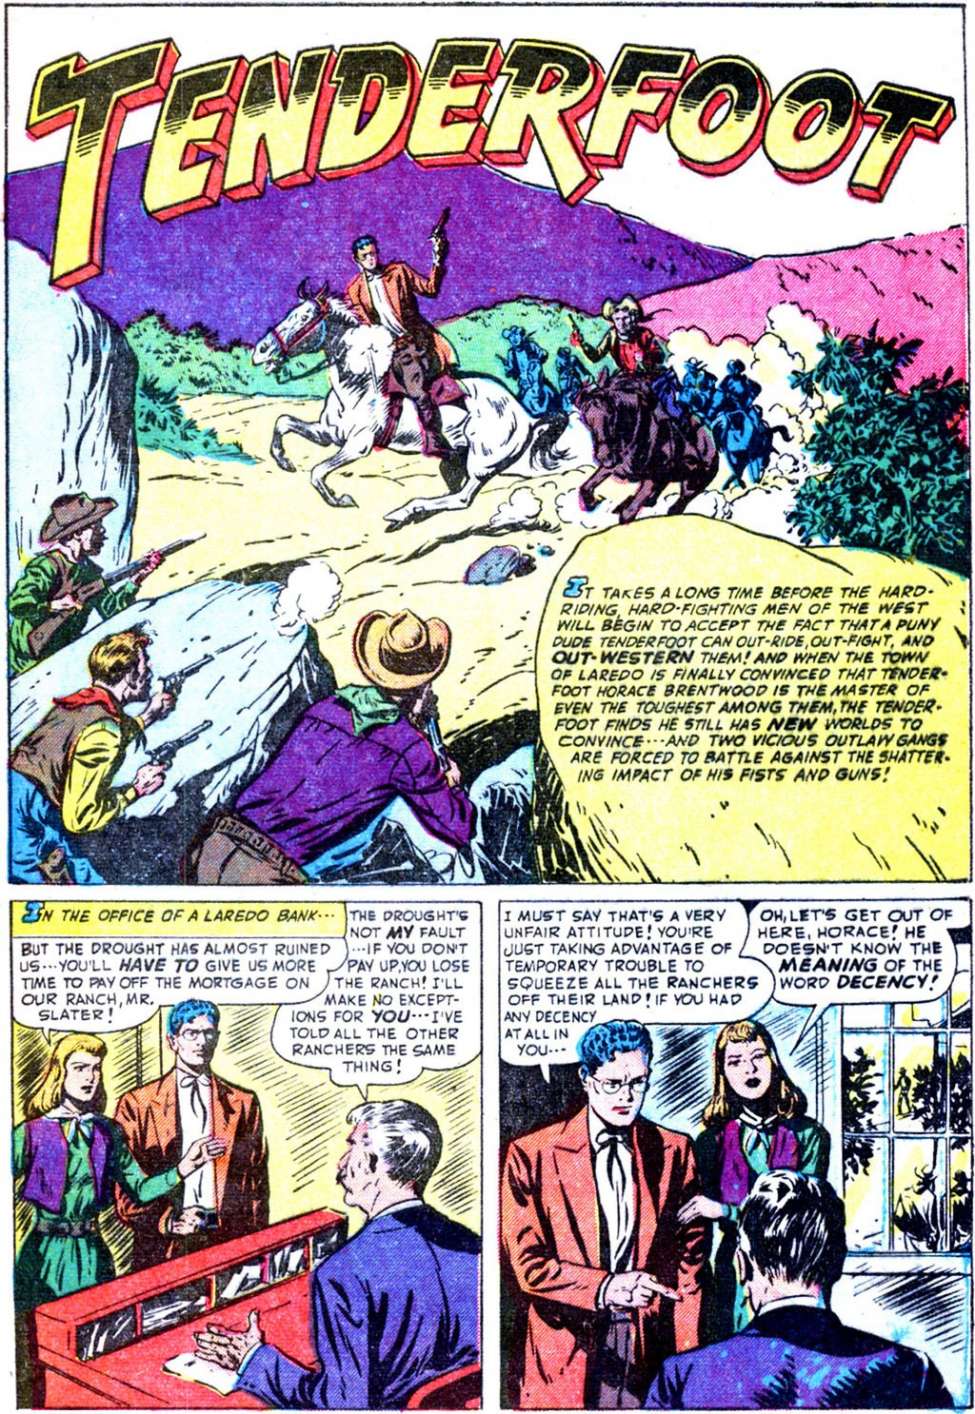 TENDERFOOT
IT TAKES A LONG TIME BEFORE THE HARD-
RIDING, HARD-FIGHTING MEN OF THE WEST
WILL BEGIN TO ACCEPT THE FACT THAT A PUNY
DUDE TENDERFOOT CAN OUT-RIDE, OUT-FIGHT, AND
OUT-WESTERN THEM! AND WHEN THE TOWN
OF LAREDO IS FINALLY CONVINCED THAT TENDER-
FOOT HORACE BRENTWOOD IS THE MASTER OF
EVEN THE TOUGHEST AMONG THEM, THE TENDER-
FOOT FINDS HE STILL HAS NEW WORLDS TO
CONVINCE---AND TWO VICIOUS OUTLAW GANGS
ARE FORCED TO BATTLE AGAINST THE SHATTER-
ING IMPACT OF HIS FISTS AND GUNS!
IN THE OFFICE OF A LAREDO BANK---
BUT THE DROUGHT HAS ALMOST RUINED
US---YOU'LL HAVE TO GIVE US MORE
TIME TO PAY OFF THE MORTGAGE ON
OUR RANCH, MR.
SLATER!
THE DROUGHT'S
NOT MY FAULT
---IF YOU DON'T
PAY UP, YOU LOSE
THE RANCH! I'LL
MAKE NO EXCEPT-
IONS FOR YOU---I'VE
TOLD ALL THE OTHER
RANCHERS THE SAME
THING!
I MUST SAY THAT'S A VERY
UNFAIR ATTITUDE! YOU'RE
JUST TAKING ADVANTAGE OF
TEMPORARY TROUBLE TO
SQUEEZE ALL THE RANCHERS
OFF THEIR LAND! IF YOU HAD
ANY DECENCY
AT ALL IN
YOU---
OH, LET'S GET OUT OF
HERE, HORACE! HE
DOESN'T KNOW THE
MEANING OF THE
WORD DECENCY!